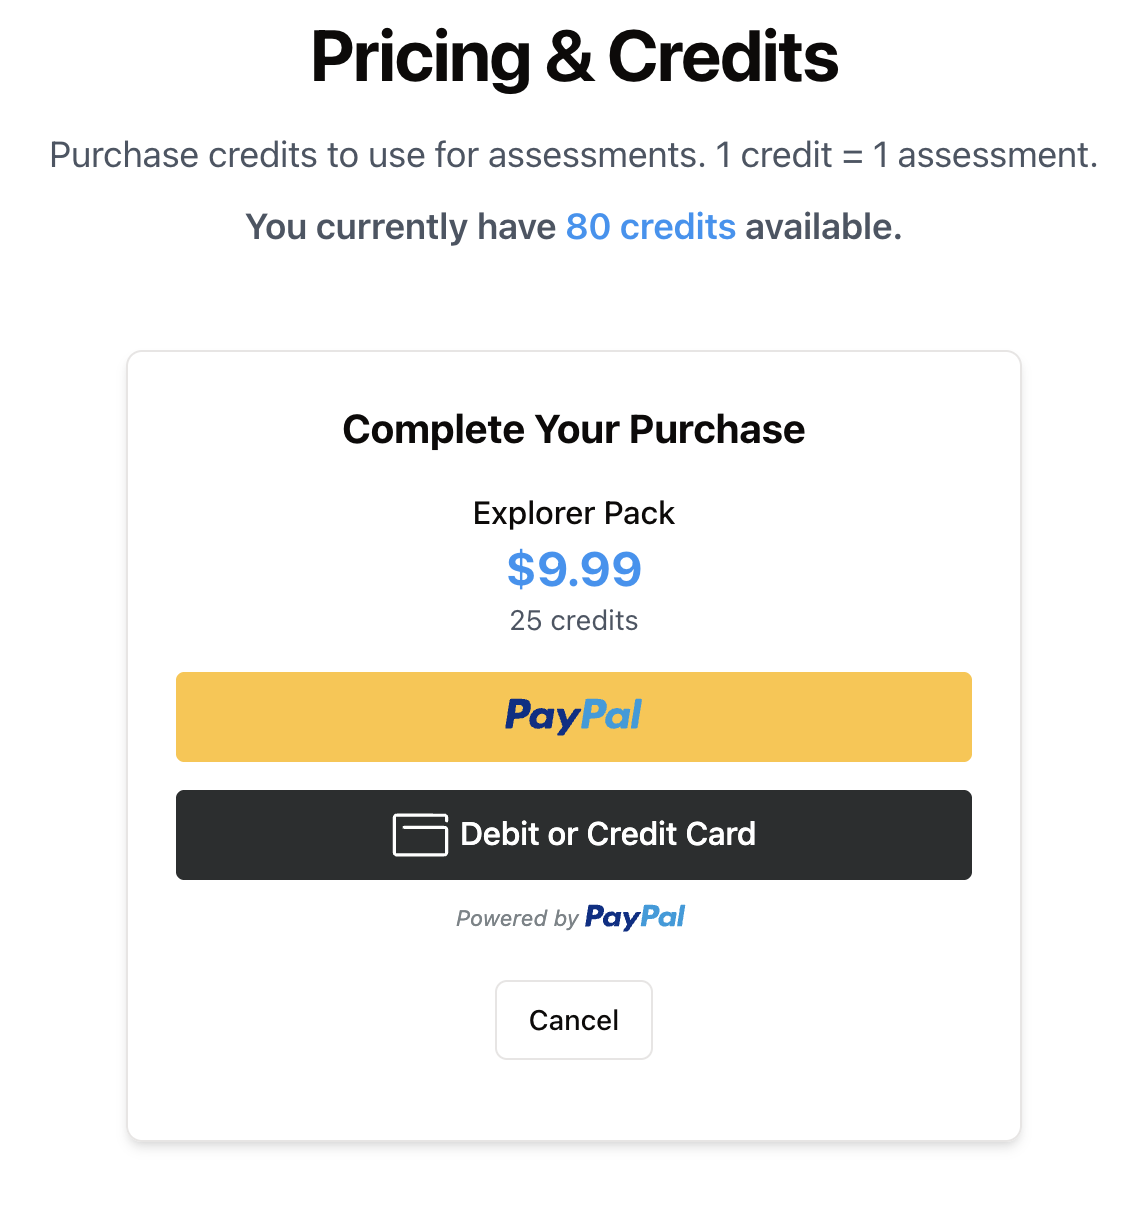 Pricing & Credits
Purchase credits to use for assessments. 1 credit = 1 assessment.
You currently have 80 credits available.
Complete Your Purchase
Explorer Pack
$9.99
25 credits
PayPal
Debit or Credit Card
Powered by PayPal
Cancel